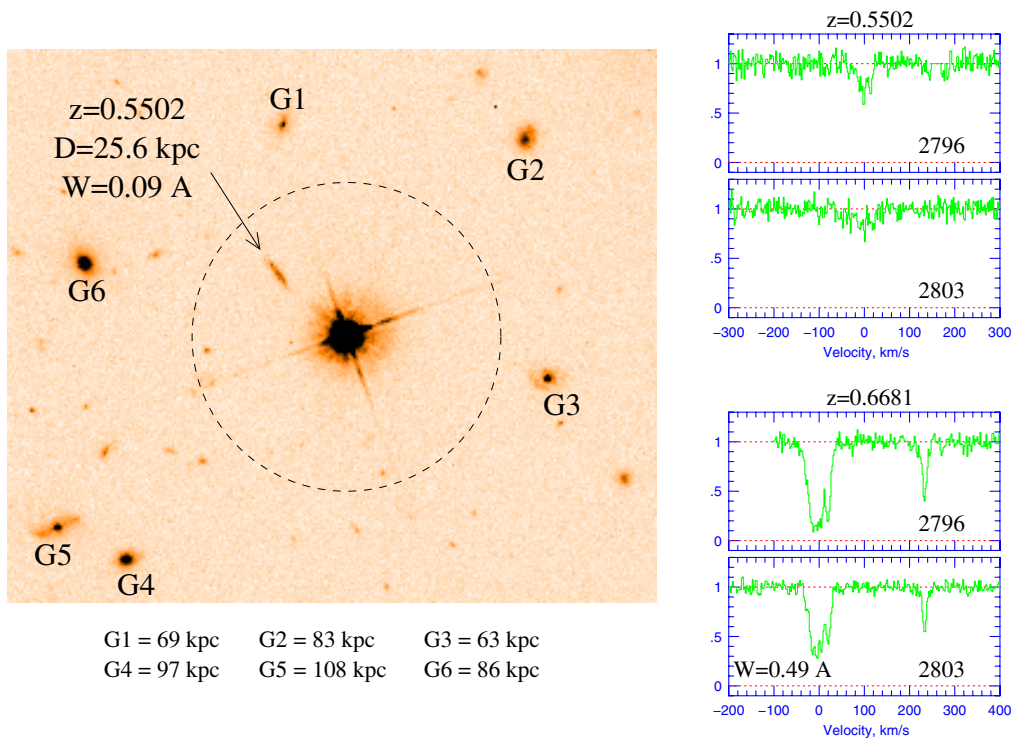 z=0.5502
D=25.6 kpc
W=0.09 A
G1
G2
G6
G3
G5
G4
G1 = 69 kpc G2 = 83 kpc G3 = 63 kpc
G4 = 97 kpc G5 = 108 kpc G6 = 86 kpc
z=0.5502
1
.5
0
2796
1
.5
0
2803
−300 −200 −100 0 100 200 300
Velocity, km/s
z=0.6681
1
.5
0
2796
1
.5
0
W=0.49 A 2803
−200 −100 0 100 200 300 400
Velocity, km/s